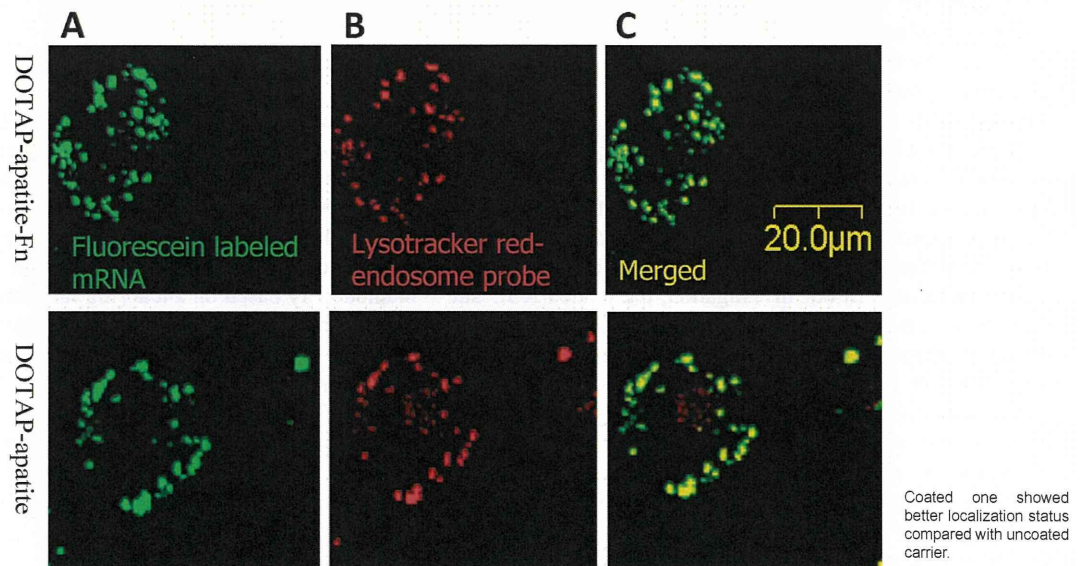 A
B
C
DOTAP-apatite-Fn
Fluorescein labeled
mRNA
Lysotracker red-
endosome probe
Merged
20.0µm
DOTAP-apatite
Coated one showed
better localization status
compared with uncoated
carrier.